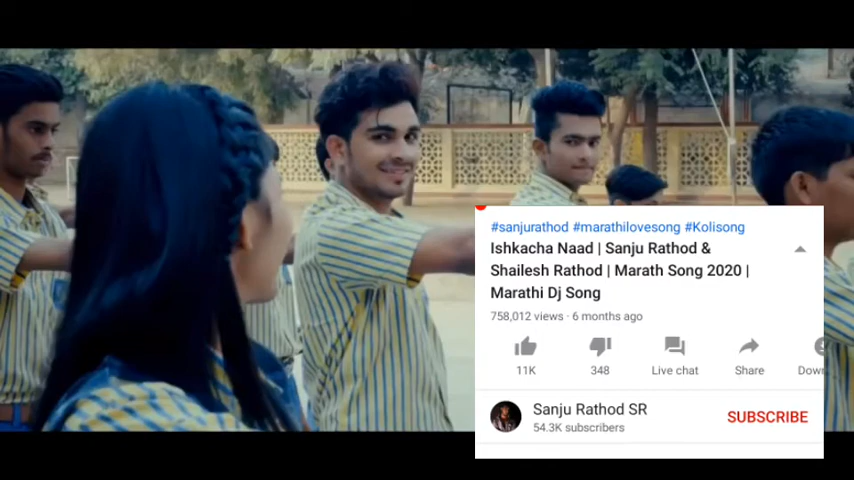 #sanjurathod #marathilovesong #Kolisong
Ishkacha Naad | Sanju Rathod &
Shailesh Rathod | Marath Song 2020 |
Marathi Dj Song
758,012 views · 6 months ago
11K 348 Live chat Share Down
Sanju Rathod SR
54.3K subscribers
SUBSCRIBE